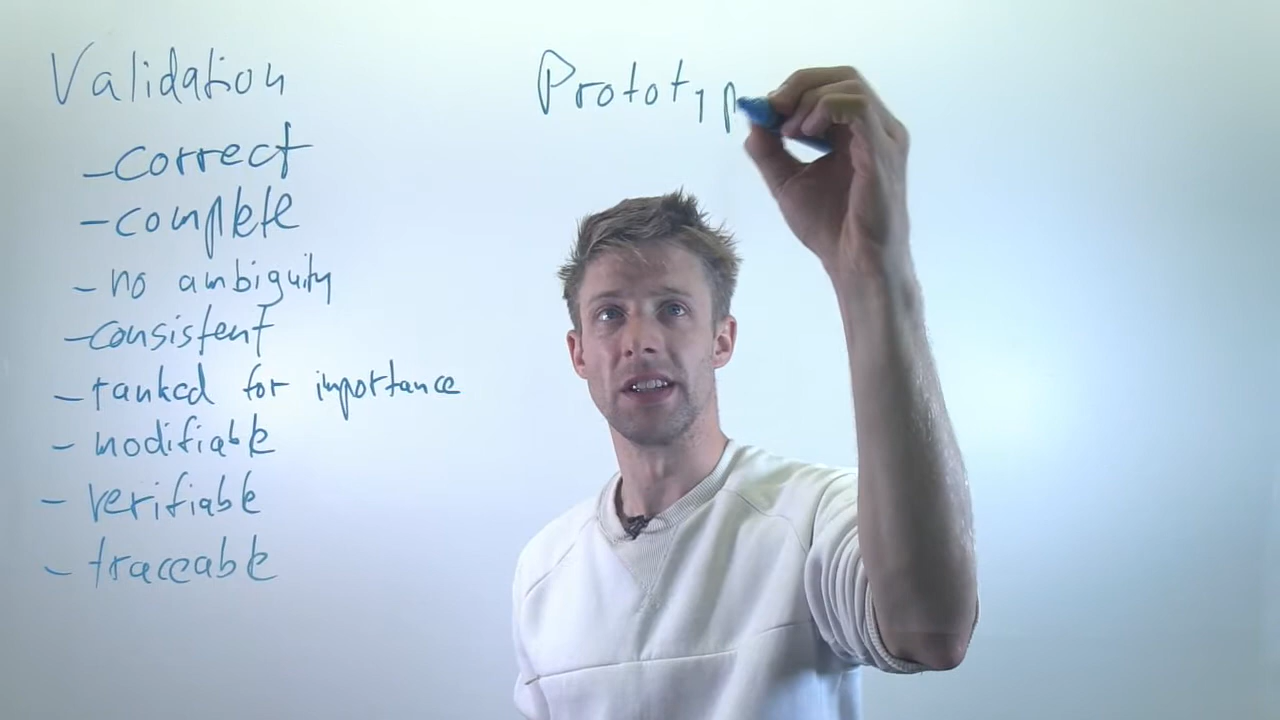 Validation
- correct
- complete
- no ambiguity
- consistent
- ranked for importance
- modifiable
- verifiable
- traceable
Prototyp